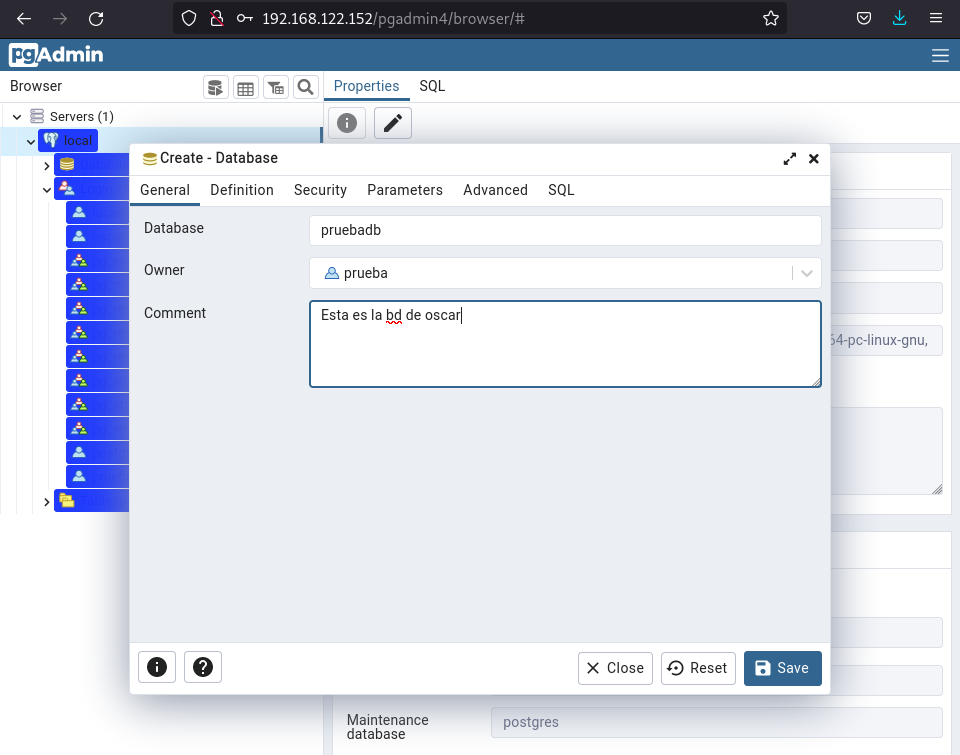 192.168.122.152/pgadmin4/browser/#
pgAdmin
Browser
Properties
SQL
Servers (1)
local
Create - Database
General
Definition
Security
Parameters
Advanced
SQL
Database
pruebadb
Owner
prueba
Comment
Esta es la bd de oscar
64-pc-linux-gnu,
Close
Reset
Save
Maintenance
database
postgres